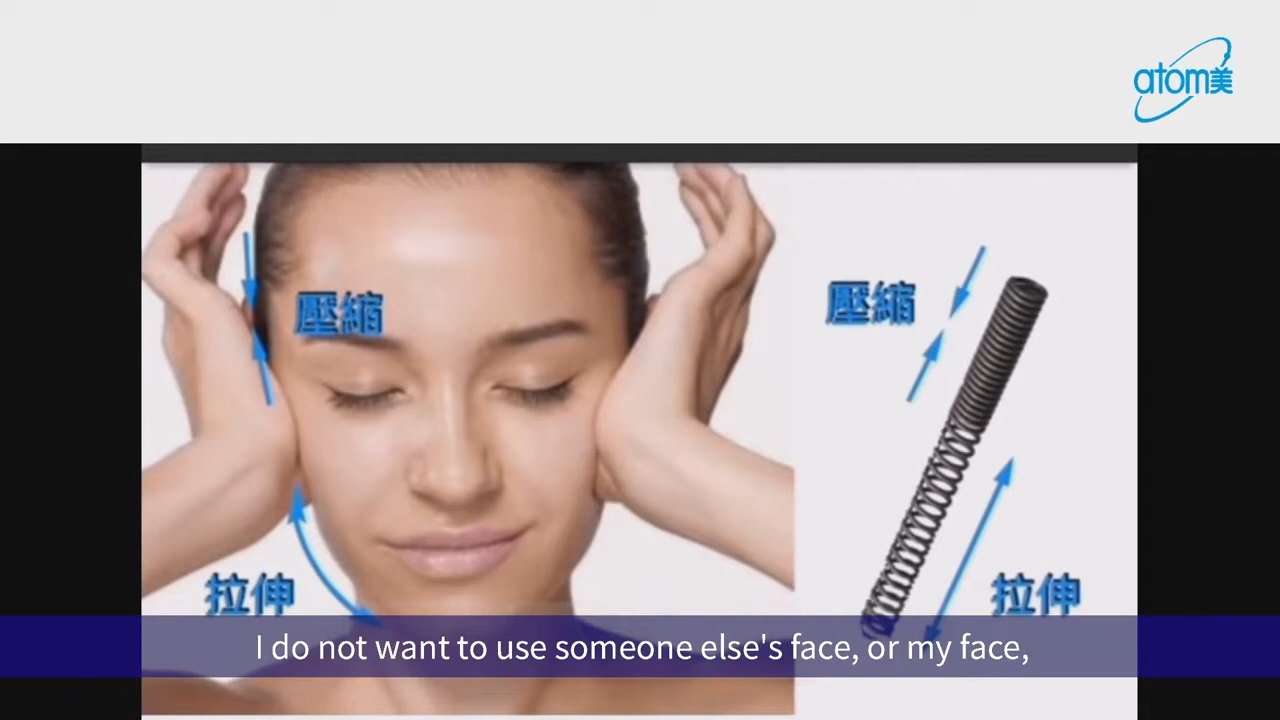 atom美
壓縮
壓縮
拉伸
拉伸
I do not want to use someone else's face, or my face,